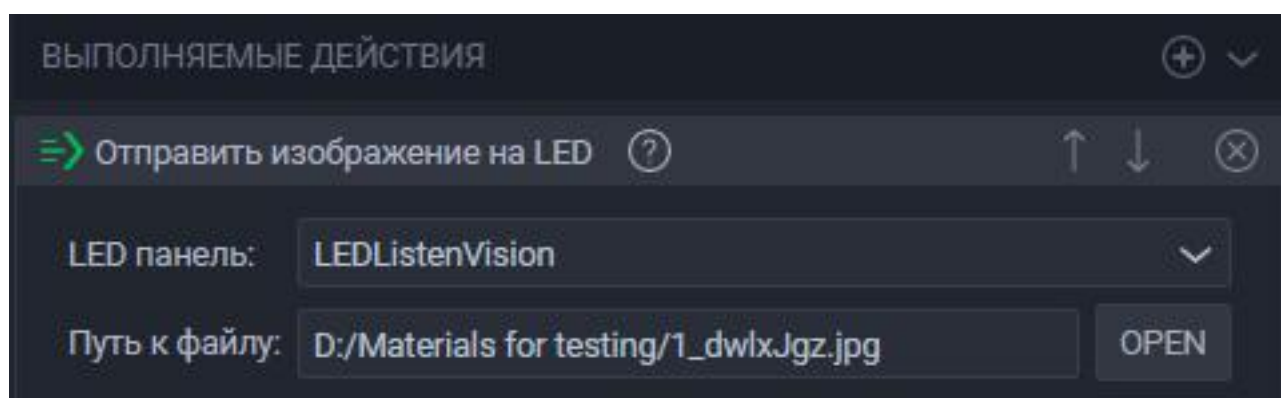 ВЫПОЛНЯЕМЫЕ ДЕЙСТВИЯ
Отправить изображение на LED
LED панель: LEDListenVision
Путь к файлу: D:/Materials for testing/1_dwlxJgz.jpg OPEN